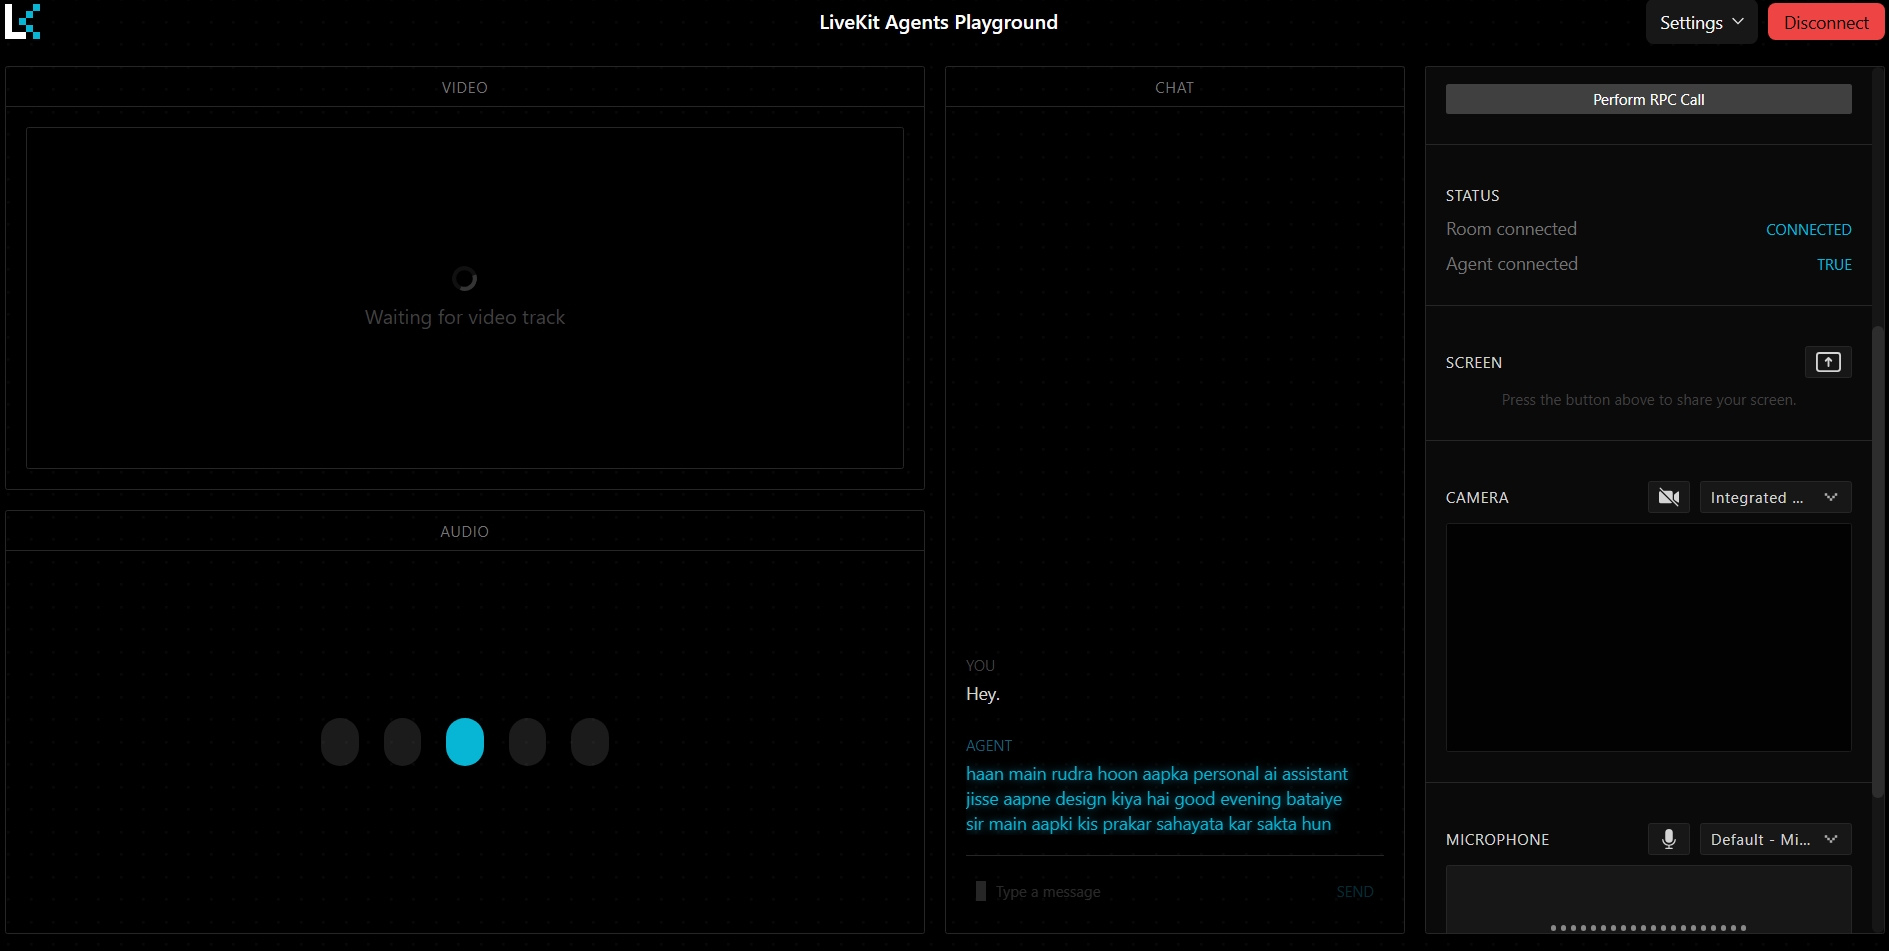 LiveKit Agents Playground
Settings
Disconnect
VIDEO
Waiting for video track
AUDIO
CHAT
YOU
Hey.
AGENT
haan main rudra hoon aapka personal ai assistant
jisse aapne design kiya hai good evening bataiye
sir main aapki kis prakar sahayata kar sakta hun
Type a message
SEND
Perform RPC Call
STATUS
Room connected CONNECTED
Agent connected TRUE
SCREEN
Press the button above to share your screen.
CAMERA
Integrated ...
MICROPHONE
Default - Mi...